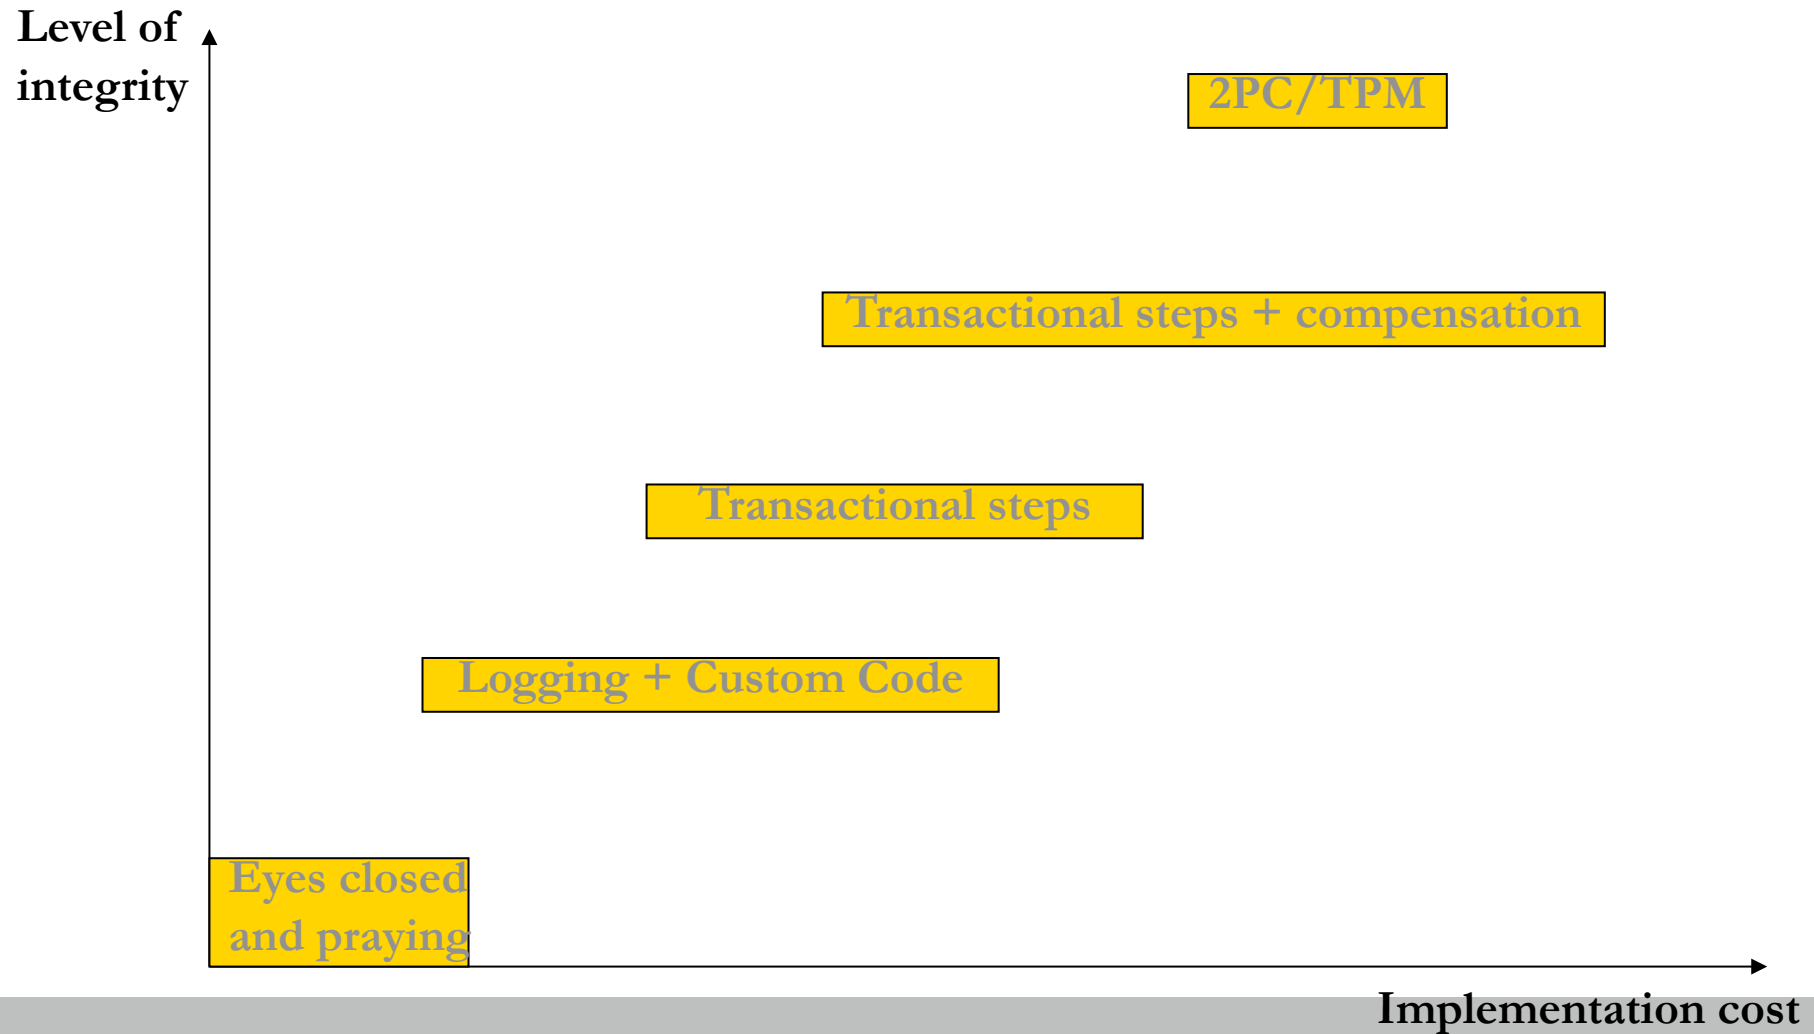 Level of
integrity
2PC/TPM
Transactional steps + compensation
Transactional steps
Logging + Custom Code
Eyes closed
and praying
Implementation cost